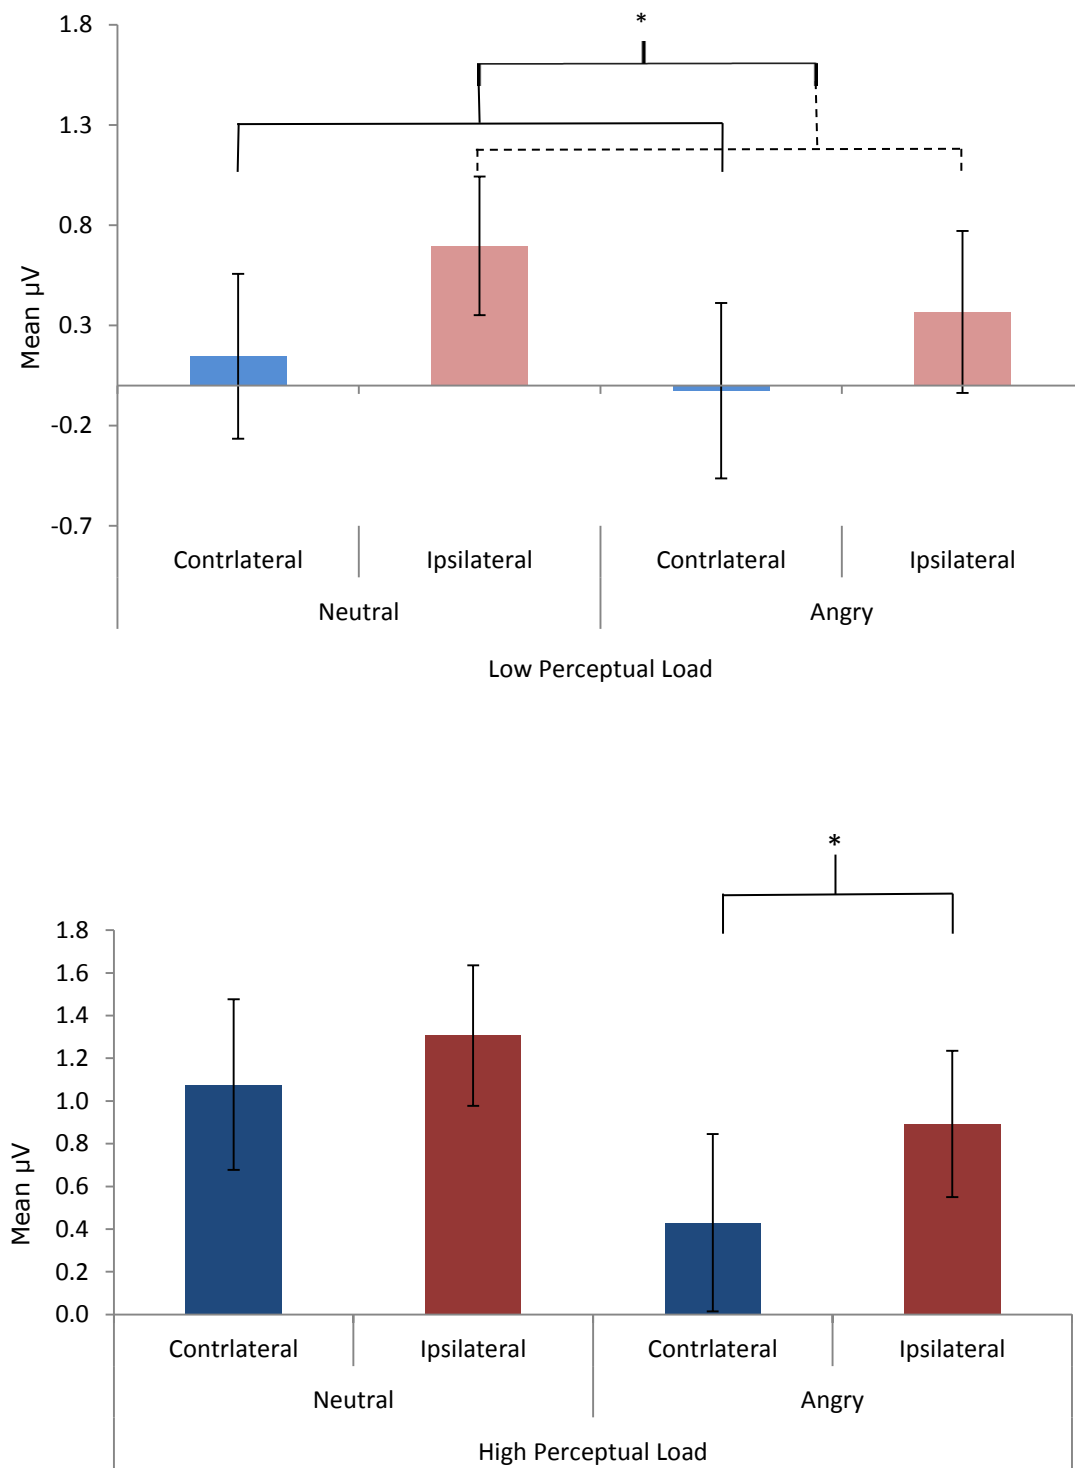 *
1.8
1.3
0.8
0.3
-0.2
-0.7
Mean µV
Contrlateral Ipsilateral Contrlateral Ipsilateral
Neutral Angry
Low Perceptual Load
*
1.8
1.6
1.4
1.2
1.0
0.8
0.6
0.4
0.2
0.0
Mean µV
Contrlateral Ipsilateral Contrlateral Ipsilateral
Neutral Angry
High Perceptual Load